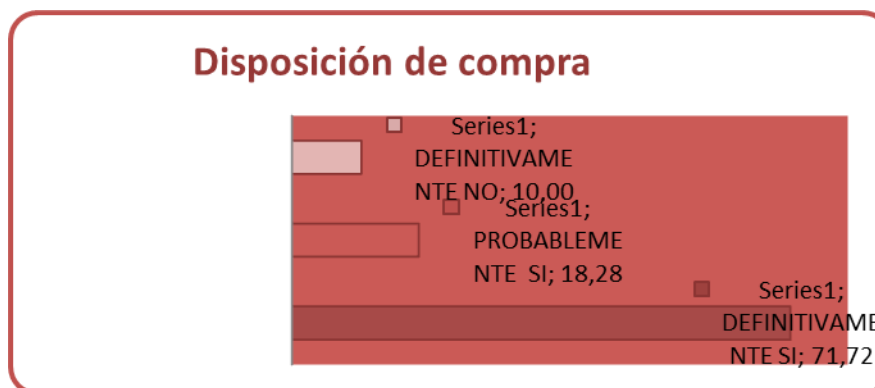 Disposición de compra
Series1;
DEFINITIVAME
NTE NO; 10,00
Series1;
PROBABLEME
NTE  SI; 18,28
Series1;
DEFINITIVAME
NTE SI; 71,72